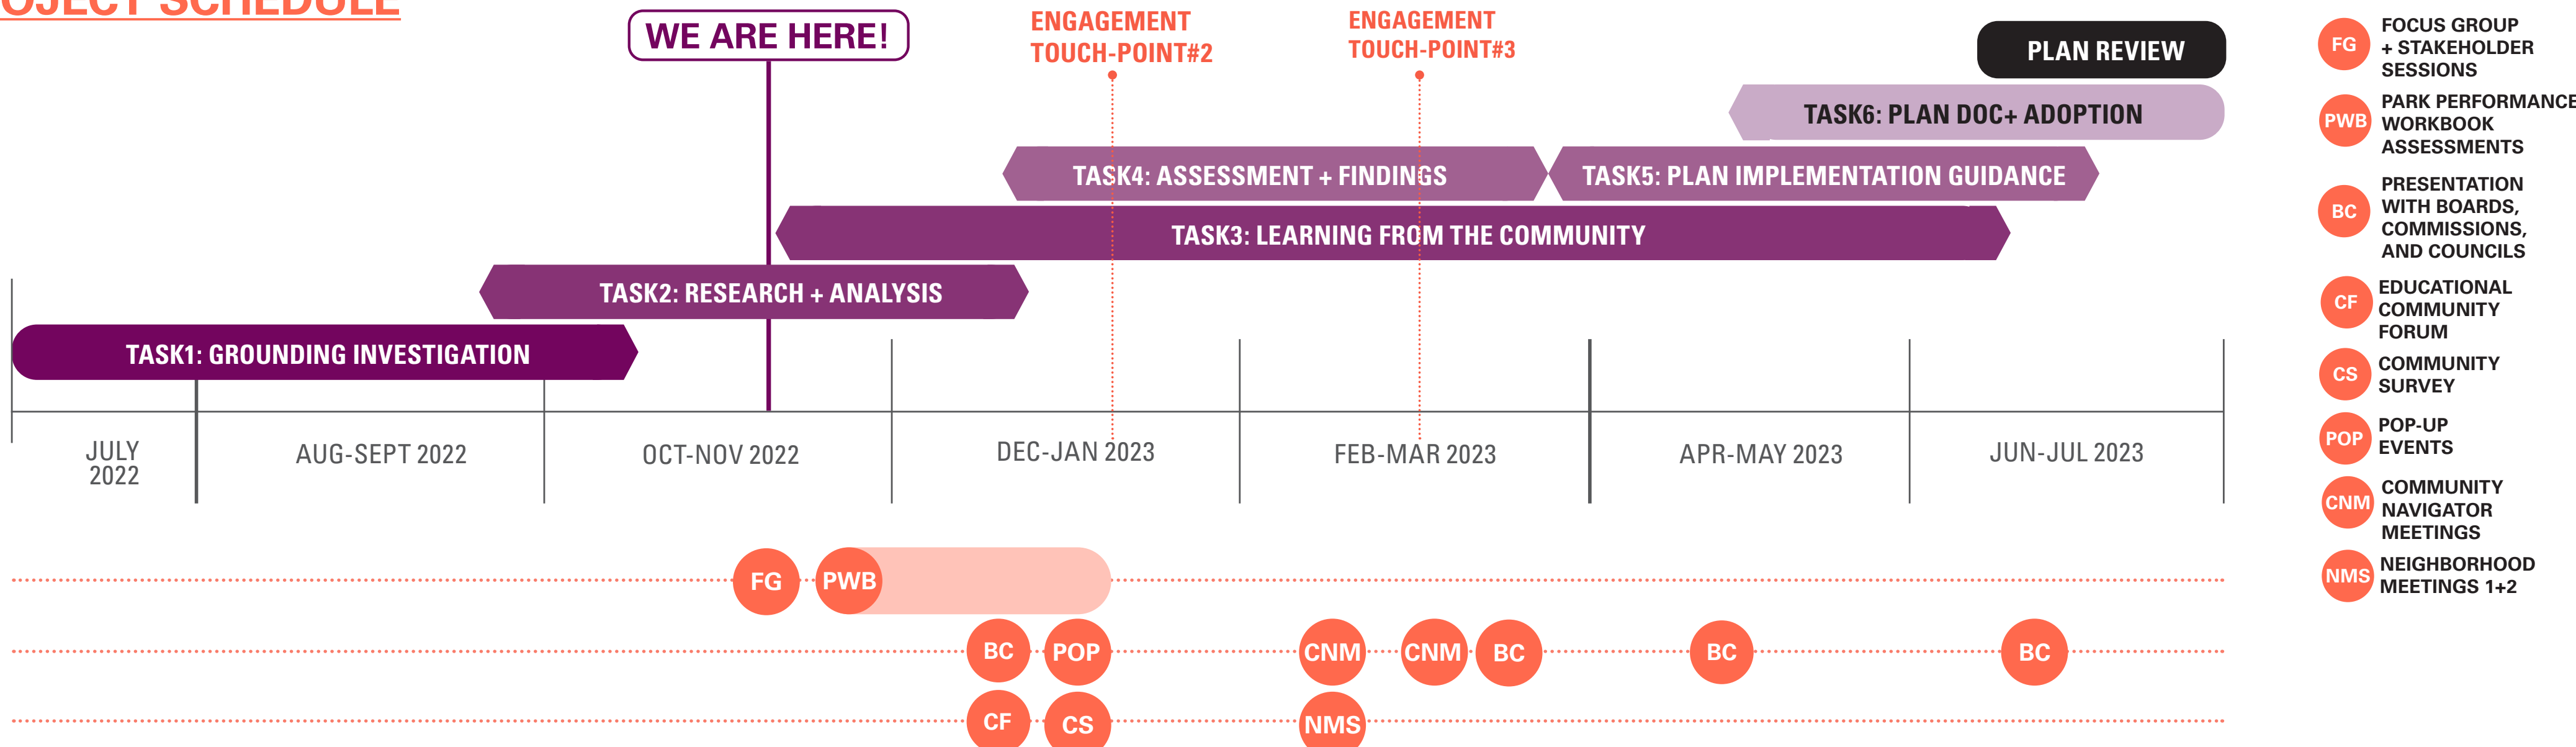 OJECT SCHEDULE
WE ARE HERE!
ENGAGEMENT
TOUCH-POINT#2
ENGAGEMENT
TOUCH-POINT#3
PLAN REVIEW
TASK6: PLAN DOC+ ADOPTION
TASK4: ASSESSMENT + FINDINGS
TASK5: PLAN IMPLEMENTATION GUIDANCE
TASK3: LEARNING FROM THE COMMUNITY
TASK2: RESEARCH + ANALYSIS
TASK1: GROUNDING INVESTIGATION
JULY
2022
AUG-SEPT 2022
OCT-NOV 2022
DEC-JAN 2023
FEB-MAR 2023
APR-MAY 2023
JUN-JUL 2023
FG
PWB
BC
POP
CNM
CNM
BC
BC
BC
CF
CS
NMS
FG
FOCUS GROUP
+ STAKEHOLDER
SESSIONS
PWB
PARK PERFORMANCE
WORKBOOK
ASSESSMENTS
BC
PRESENTATION
WITH BOARDS,
COMMISSIONS,
AND COUNCILS
CF
EDUCATIONAL
COMMUNITY
FORUM
CS
COMMUNITY
SURVEY
POP
POP-UP
EVENTS
CNM
COMMUNITY
NAVIGATOR
MEETINGS
NMS
NEIGHBORHOOD
MEETINGS 1+2